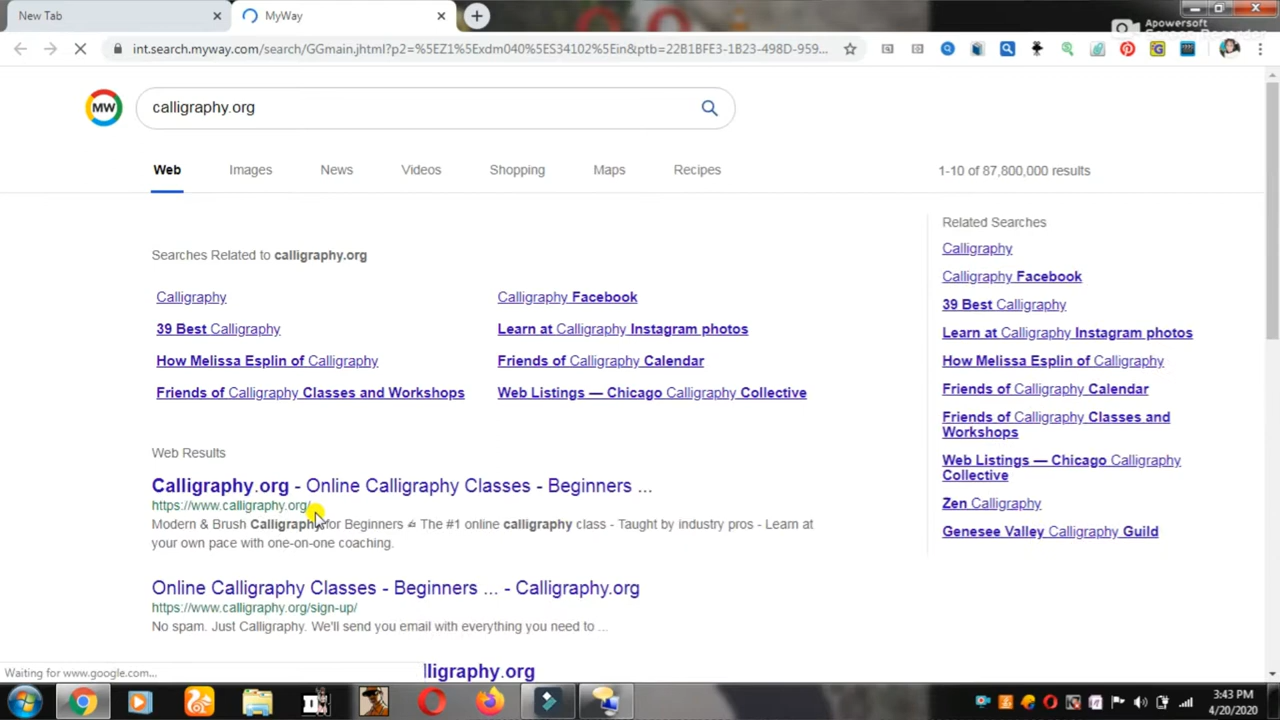 New Tab
MyWay
Apowersoft
int.search.myway.com/search/GGmain.jhtml?p2=%5EZ1%5Exdm040%5ES34102%5Ein&ptb=22B1BFE3-1B23-498D-959...
MW
calligraphy.org
Web Images News Videos Shopping Maps Recipes
1-10 of 87,800,000 results
Searches Related to calligraphy.org
Calligraphy
Calligraphy Facebook
39 Best Calligraphy
Learn at Calligraphy Instagram photos
How Melissa Esplin of Calligraphy
Friends of Calligraphy Calendar
Friends of Calligraphy Classes and Workshops
Web Listings — Chicago Calligraphy Collective
Web Results
Calligraphy.org - Online Calligraphy Classes - Beginners ...
https://www.calligraphy.org/
Modern & Brush Calligraphy for Beginners ✍ The #1 online calligraphy class - Taught by industry pros - Learn at
your own pace with one-on-one coaching.
Online Calligraphy Classes - Beginners ... - Calligraphy.org
https://www.calligraphy.org/sign-up/
No spam. Just Calligraphy. We'll send you email with everything you need to ...
lligraphy.org
Related Searches
Calligraphy
Calligraphy Facebook
39 Best Calligraphy
Learn at Calligraphy Instagram photos
How Melissa Esplin of Calligraphy
Friends of Calligraphy Calendar
Friends of Calligraphy Classes and
Workshops
Web Listings — Chicago Calligraphy
Collective
Zen Calligraphy
Genesee Valley Calligraphy Guild
Waiting for www.google.com...
3:43 PM
4/20/2020